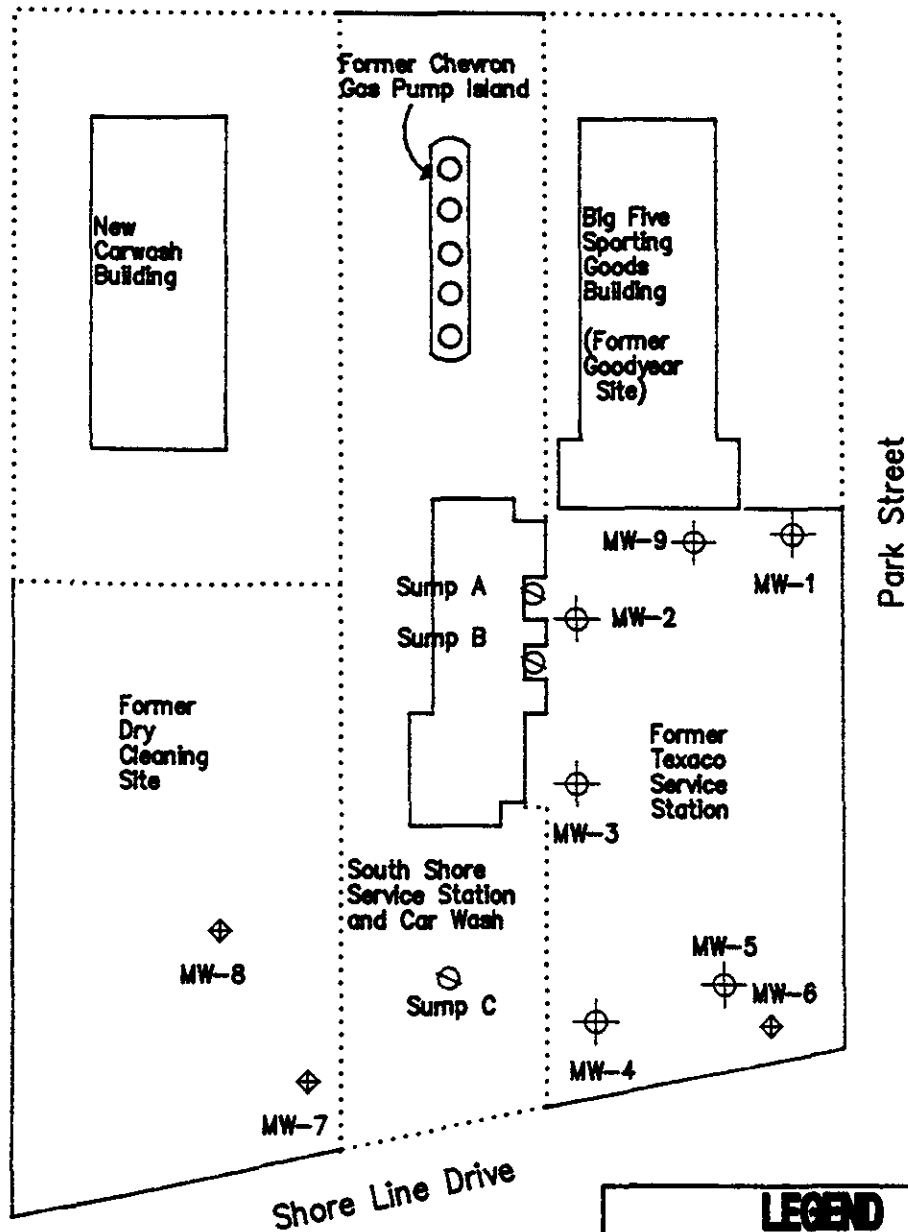 Former Chevron
Gas Pump Island
New
Carwash
Building
Big Five
Sporting
Goods
Building
(Former
Goodyear
Site)
Park Street
MW-9
MW-1
Sump A
MW-2
Sump B
Former
Dry
Cleaning
Site
Former
Texaco
Service
Station
MW-3
South Shore
Service Station
and Car Wash
MW-8
MW-5
MW-6
Sump C
MW-4
MW-7
Shore Line Drive
LEGEND